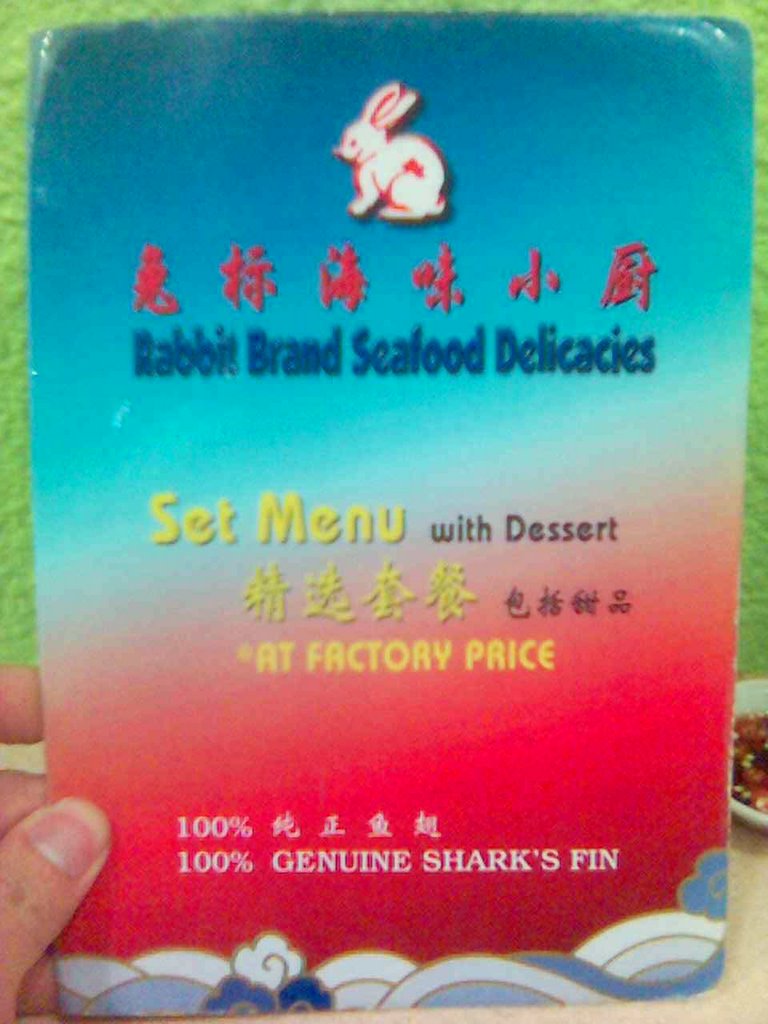 兔标海味小厨
Rabbit Brand Seafood Delicacies
Set Menu with Dessert
精选套餐 包括甜品
*AT FACTORY PRICE
100% 纯正鱼翅
100% GENUINE SHARK'S FIN